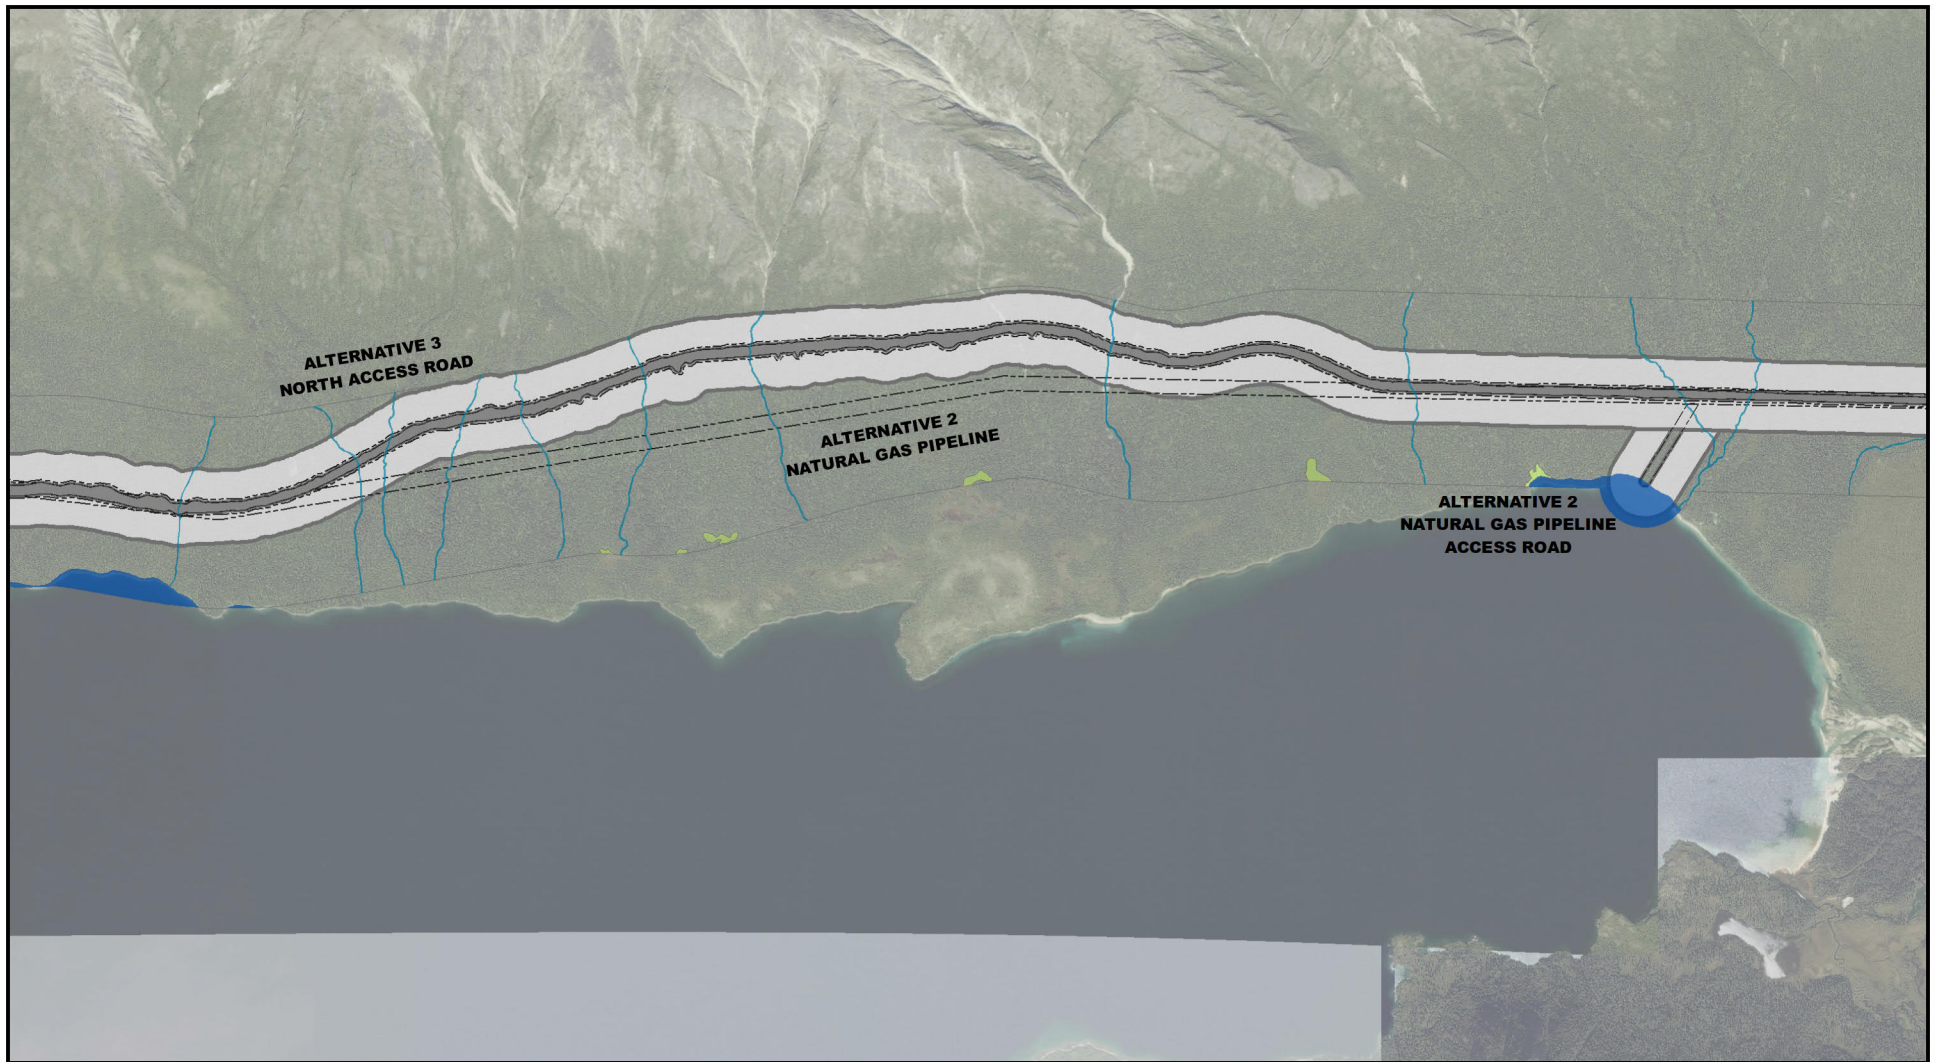 ALTERNATIVE 3
NORTH ACCESS ROAD
ALTERNATIVE 2
NATURAL GAS PIPELINE
ALTERNATIVE 2
NATURAL GAS PIPELINE
ACCESS ROAD